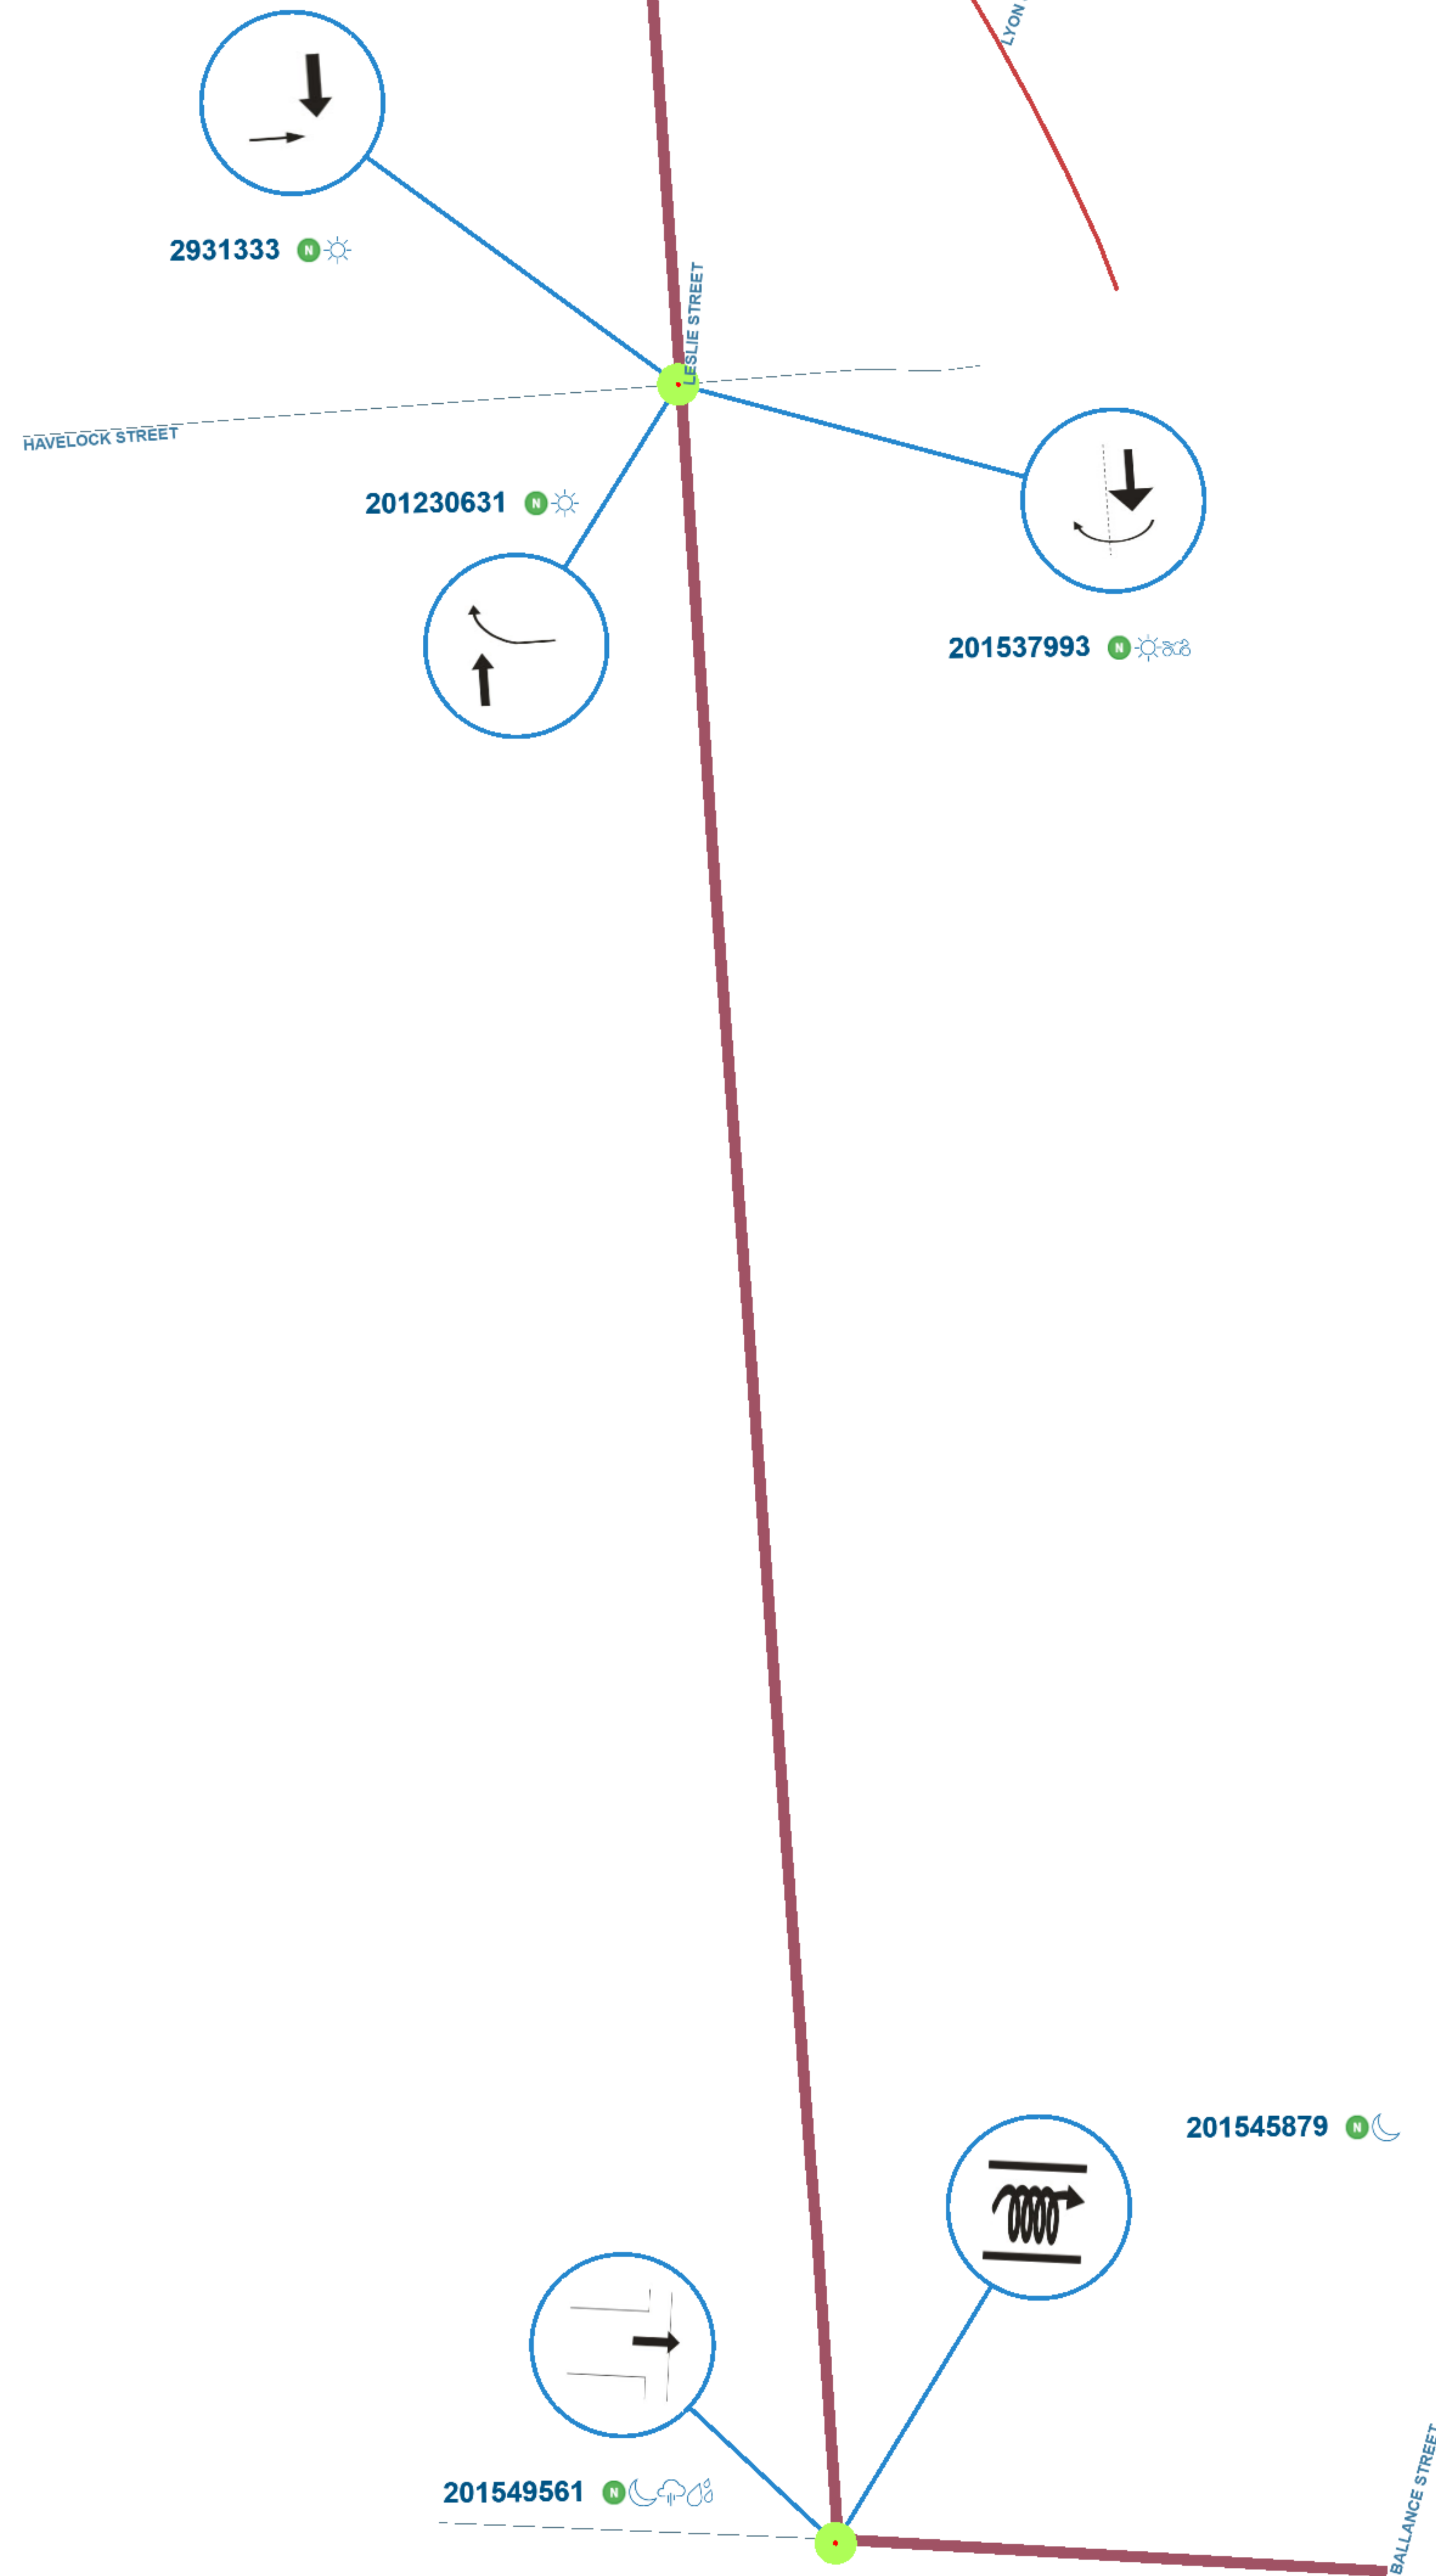 LYON
2931333 N
LESLIE STREET
HAVELOCK STREET
201230631 N
201537993 N
201545879 N
201549561 N
BALLANCE STREET